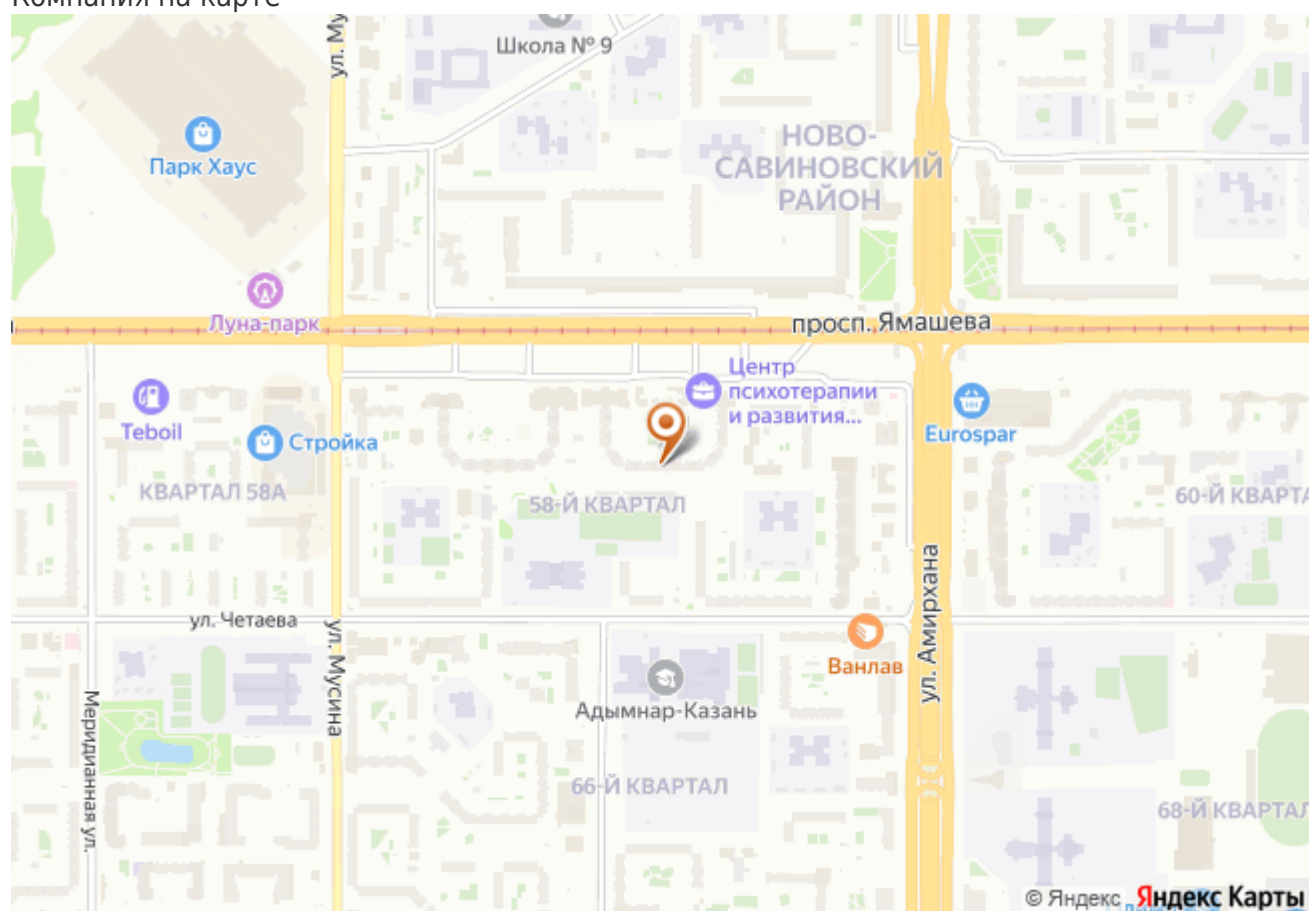 Компания на карте
Школа № 9
ул. Му
Парк Хаус
НОВО-
САВИНОВСКИЙ
РАЙОН
Луна-парк
просп. Ямашева
Центр
психотерапии
и развития...
Teboil
Стройка
Eurospar
КВАРТАЛ 58А
58-Й КВАРТАЛ
60-Й КВАРТА
ул. Амирхана
ул. Четаева
ул. Мусина
Ванлав
Адымнар-Казань
Меридианная ул.
66-Й КВАРТАЛ
68-Й КВАРТАЛ
© Яндекс Яндекс Карты